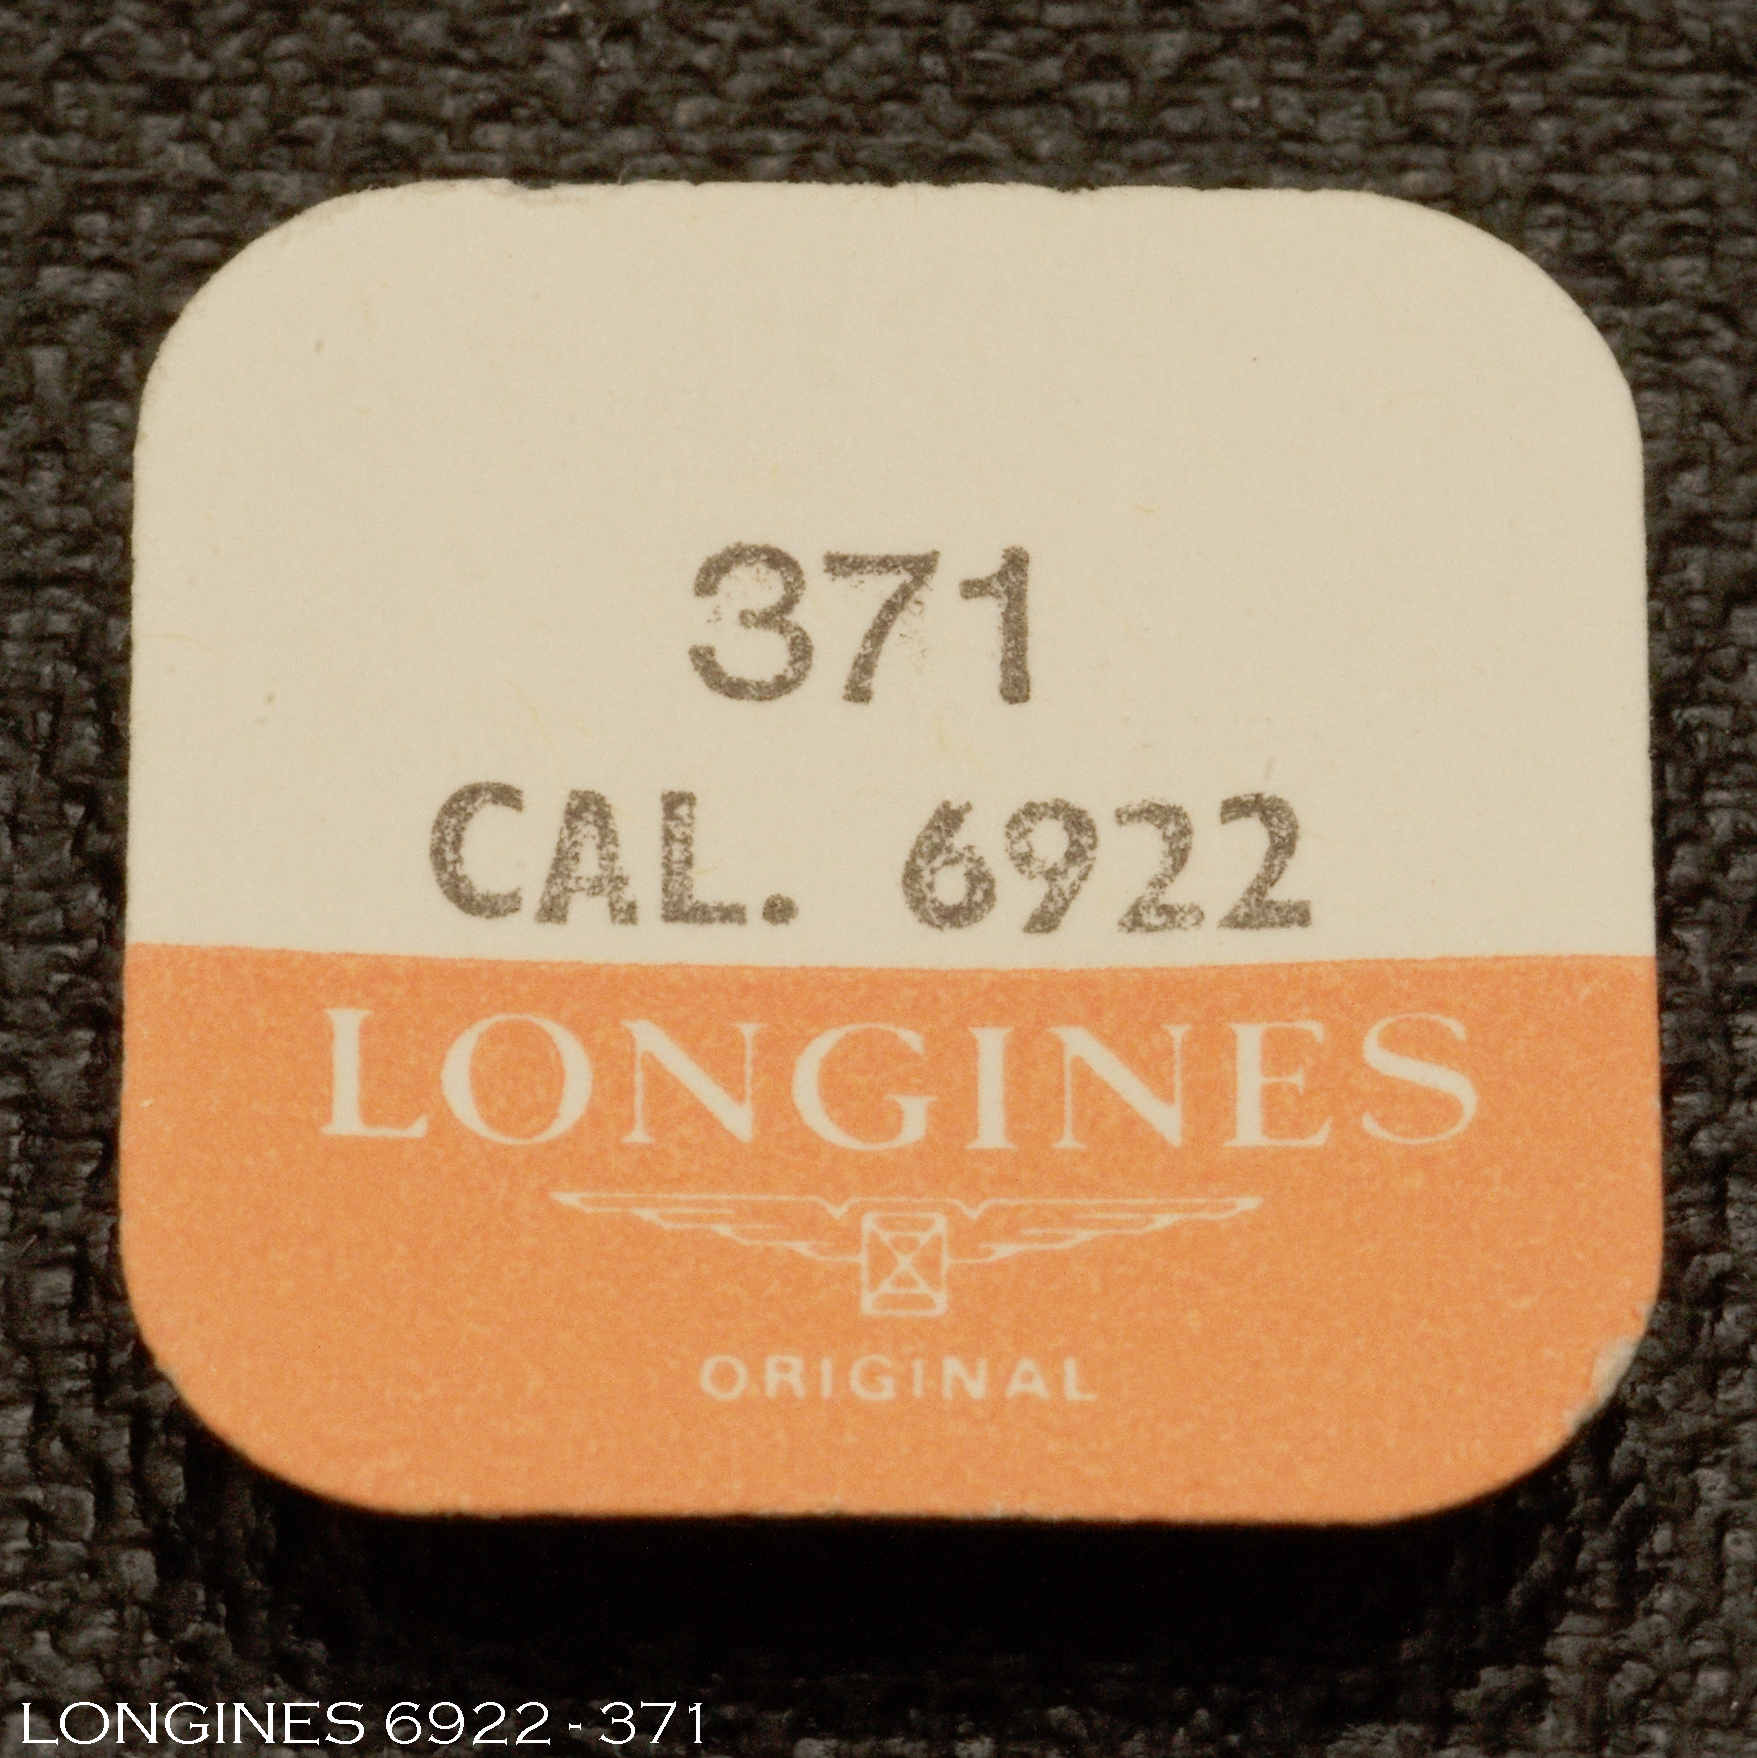 371
CAL. 6922
LONGINES
ORIGINAL
LONGINES 6922 - 371